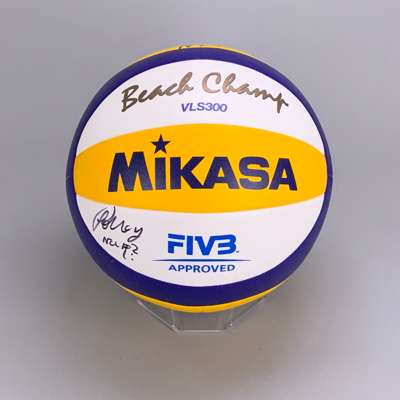 Beach Champ
VLS300
MIKASA
FIVB
APPROVED